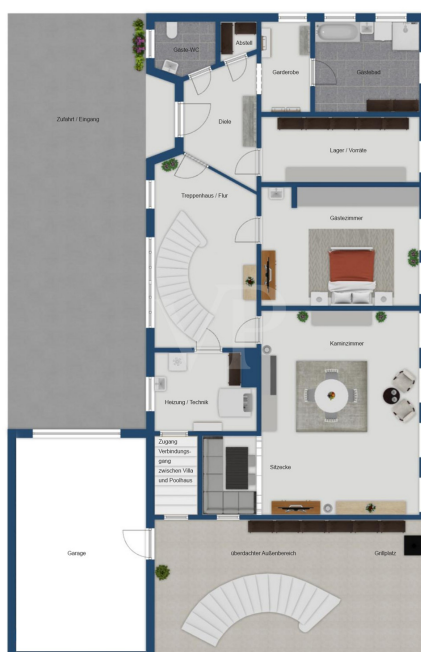 Gäste-WC
Abstell
Garderobe
Gästebad
Zufahrt / Eingang
Diele
Lager / Vorräte
Treppenhaus / Flur
Gästezimmer
VP
Kaminzimmer
Heizung / Technik
Zugang
Verbindungs-
gang
zwischen Villa
und Poolhaus
Sitzecke
Garage
überdachter Außenbereich
Grillplatz